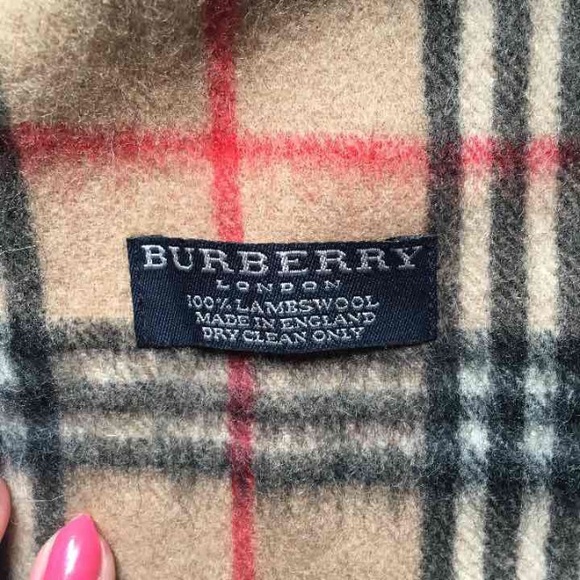 BURBERRY
LONDON
100% LAMBSWOOL
MADE IN ENGLAND
DRY CLEAN ONLY